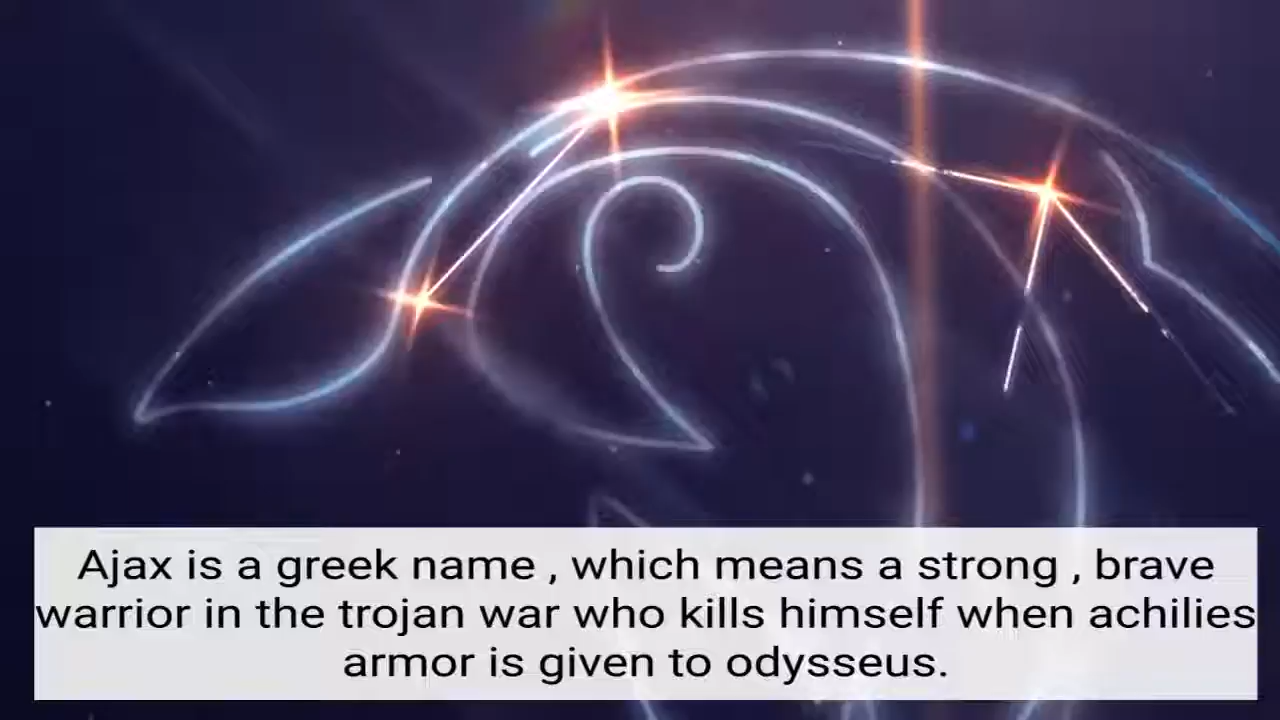 Ajax is a greek name , which means a strong , brave
warrior in the trojan war who kills himself when achilies
armor is given to odysseus.